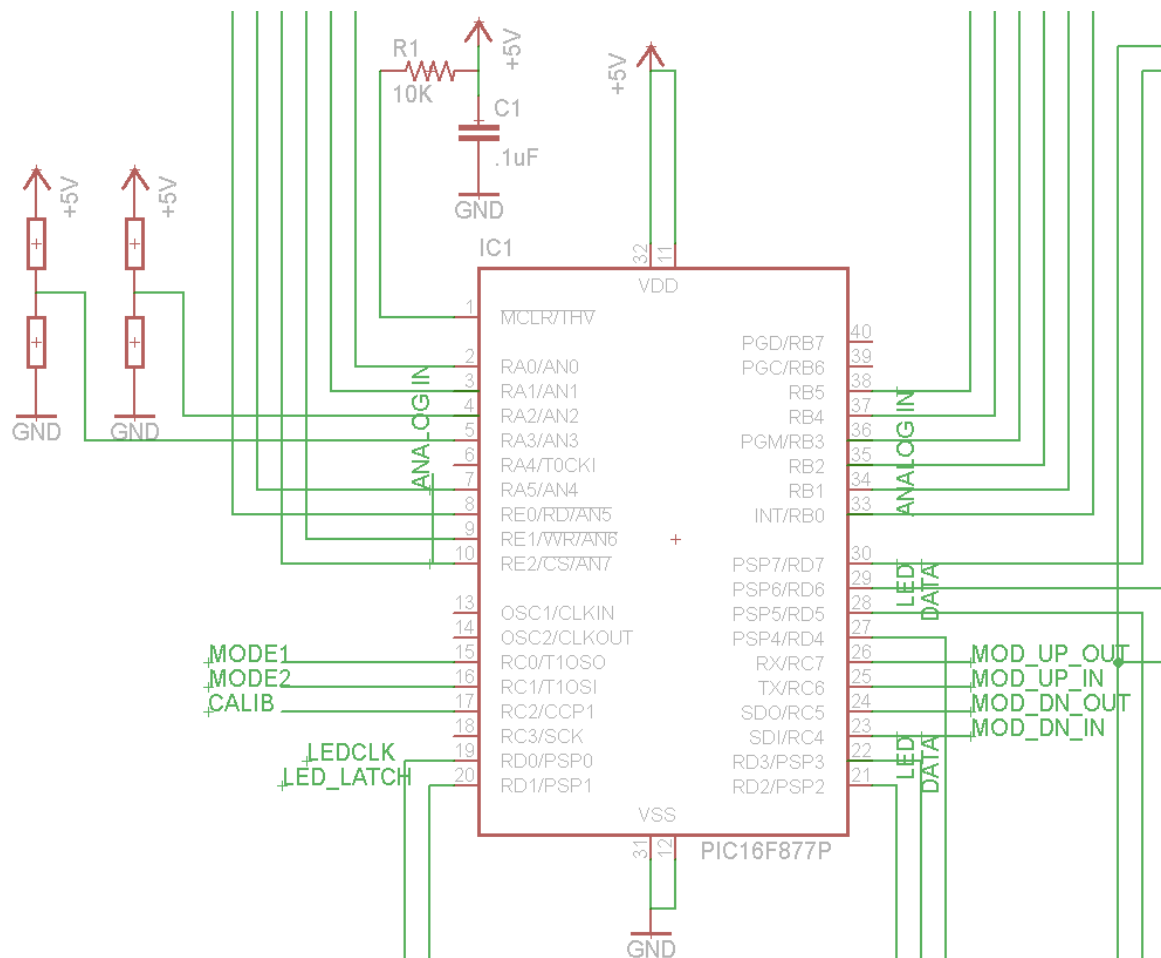 R1
10K
+5V
C1
.1uF
GND
+5V
+5V
+5V
GND
GND
IC1
32
11
VDD
1
MCLR/THV
2
RA0/AN0
3
RA1/AN1
4
RA2/AN2
5
RA3/AN3
6
RA4/T0CKI
7
RA5/AN4
8
RE0/RD/AN5
9
RE1/WR/AN6
10
RE2/CS/AN7
ANALOG IN
13
OSC1/CLKIN
14
OSC2/CLKOUT
MODE1
15
RC0/T1OSO
MODE2
16
RC1/T1OSI
CALIB
17
RC2/CCP1
18
RC3/SCK
LEDCLK
19
RD0/PSP0
LED_LATCH
20
RD1/PSP1
PGD/RB7
40
PGC/RB6
39
RB5
38
RB4
37
PGM/RB3
36
RB2
35
RB1
34
INT/RB0
33
ANALOG IN
PSP7/RD7
30
PSP6/RD6
29
PSP5/RD5
28
PSP4/RD4
27
LED
DATA
RX/RC7
26
MOD_UP_OUT
TX/RC6
25
MOD_UP_IN
SDO/RC5
24
MOD_DN_OUT
SDI/RC4
23
MOD_DN_IN
RD3/PSP3
22
RD2/PSP2
21
LED
DATA
VSS
31
12
PIC16F877P
GND